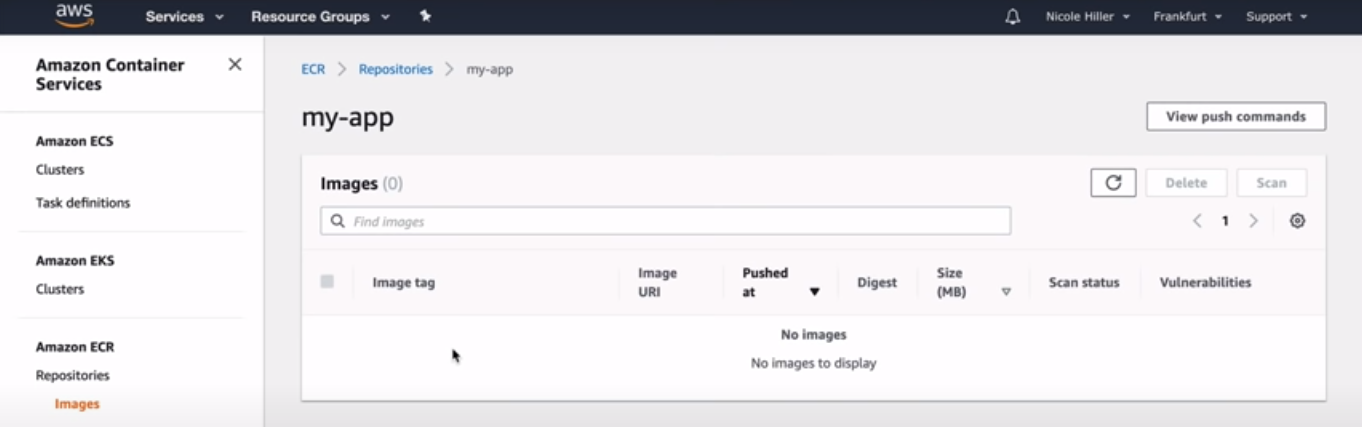 aws Services Resource Groups Nicole Hiller Frankfurt Support
Amazon Container
Services
Amazon ECS
Clusters
Task definitions
Amazon EKS
Clusters
Amazon ECR
Repositories
Images
ECR > Repositories > my-app
my-app
View push commands
Images (0)
Delete Scan
Find images
1
Image tag
Image
URI
Pushed
at
Digest
Size
(MB)
Scan status
Vulnerabilities
No images
No images to display